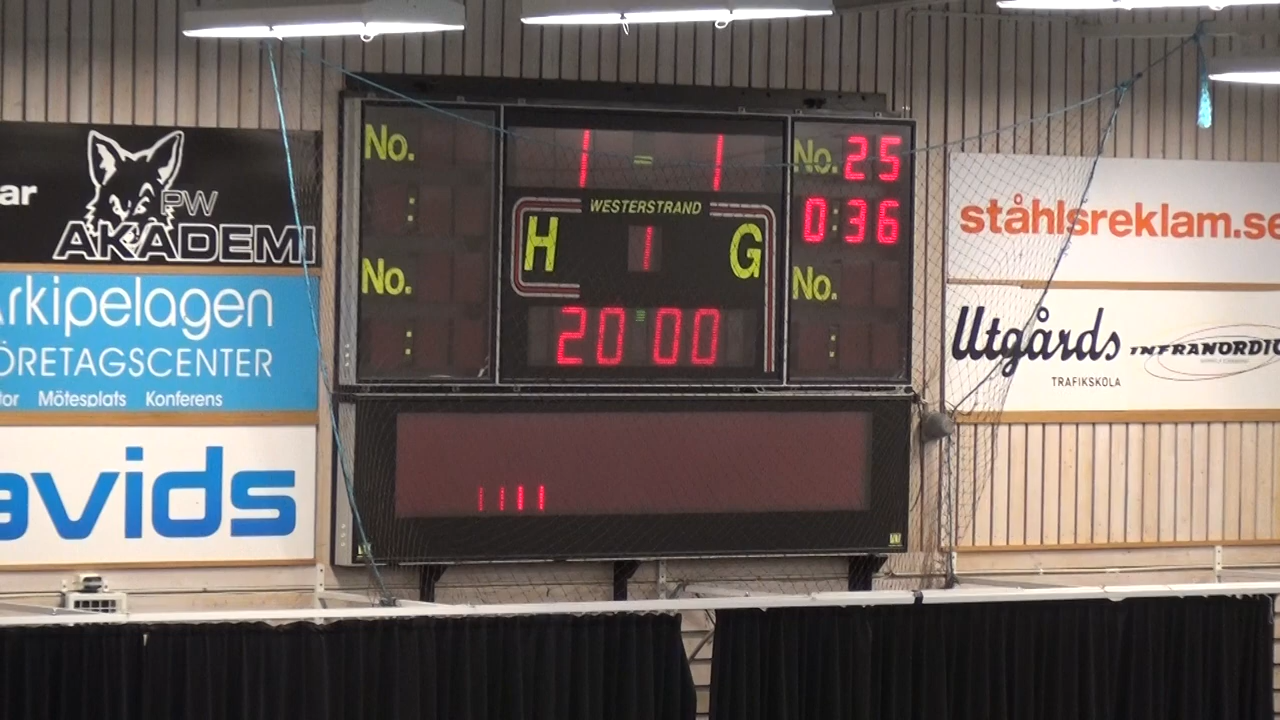 ar
PW
AKADEMI
rkipelagen
ÖRETAGSCENTER
tor Mötesplats Konferens
avids
No.
:
No.
:
1 = 1
WESTERSTRAND
H 1 G
20:00
No. 25
0:36
No.
:
ståhlsreklam.se
Utgårds
TRAFIKSKOLA
INFRANORDIC